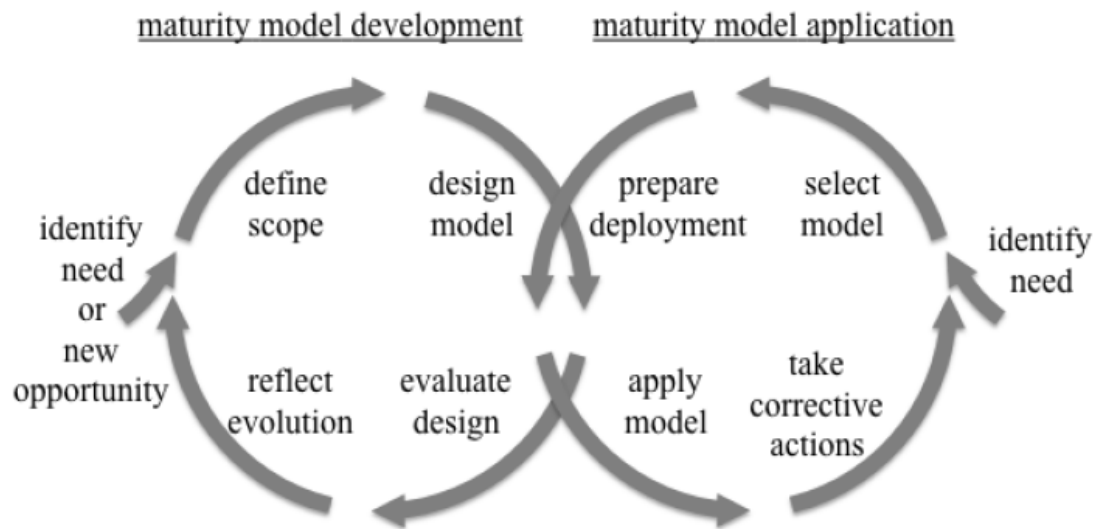 maturity model development
maturity model application
define
scope
design
model
prepare
deployment
select
model
identify
need
or
new
opportunity
identify
need
reflect
evolution
evaluate
design
apply
model
take
corrective
actions